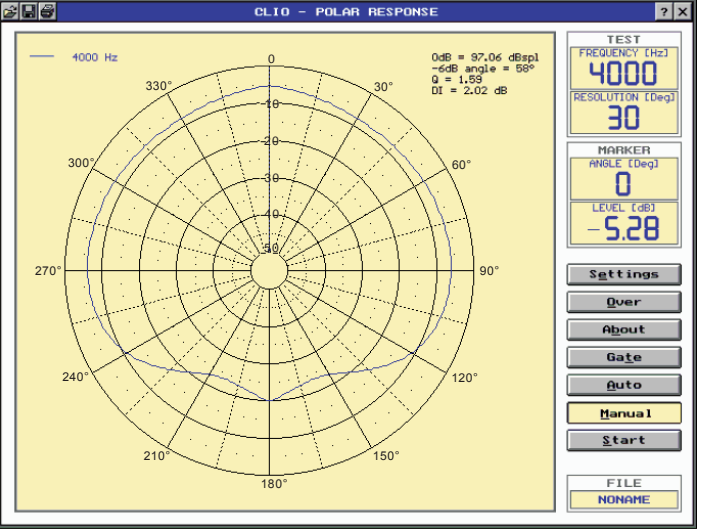 CLIO - POLAR RESPONSE
? X
4000 Hz
0dB = 97.06 dBspl
-6dB angle = 58°
Q = 1.59
DI = 2.02 dB
0
330°
30°
-10
-20
300°
60°
-30
-40
-50
270°
90°
240°
120°
210°
150°
180°
TEST
FREQUENCY [Hz]
4000
RESOLUTION [Deg]
30
MARKER
ANGLE [Deg]
0
LEVEL [dB]
-5.28
Settings
Over
About
Gate
Auto
Manual
Start
FILE
NONAME